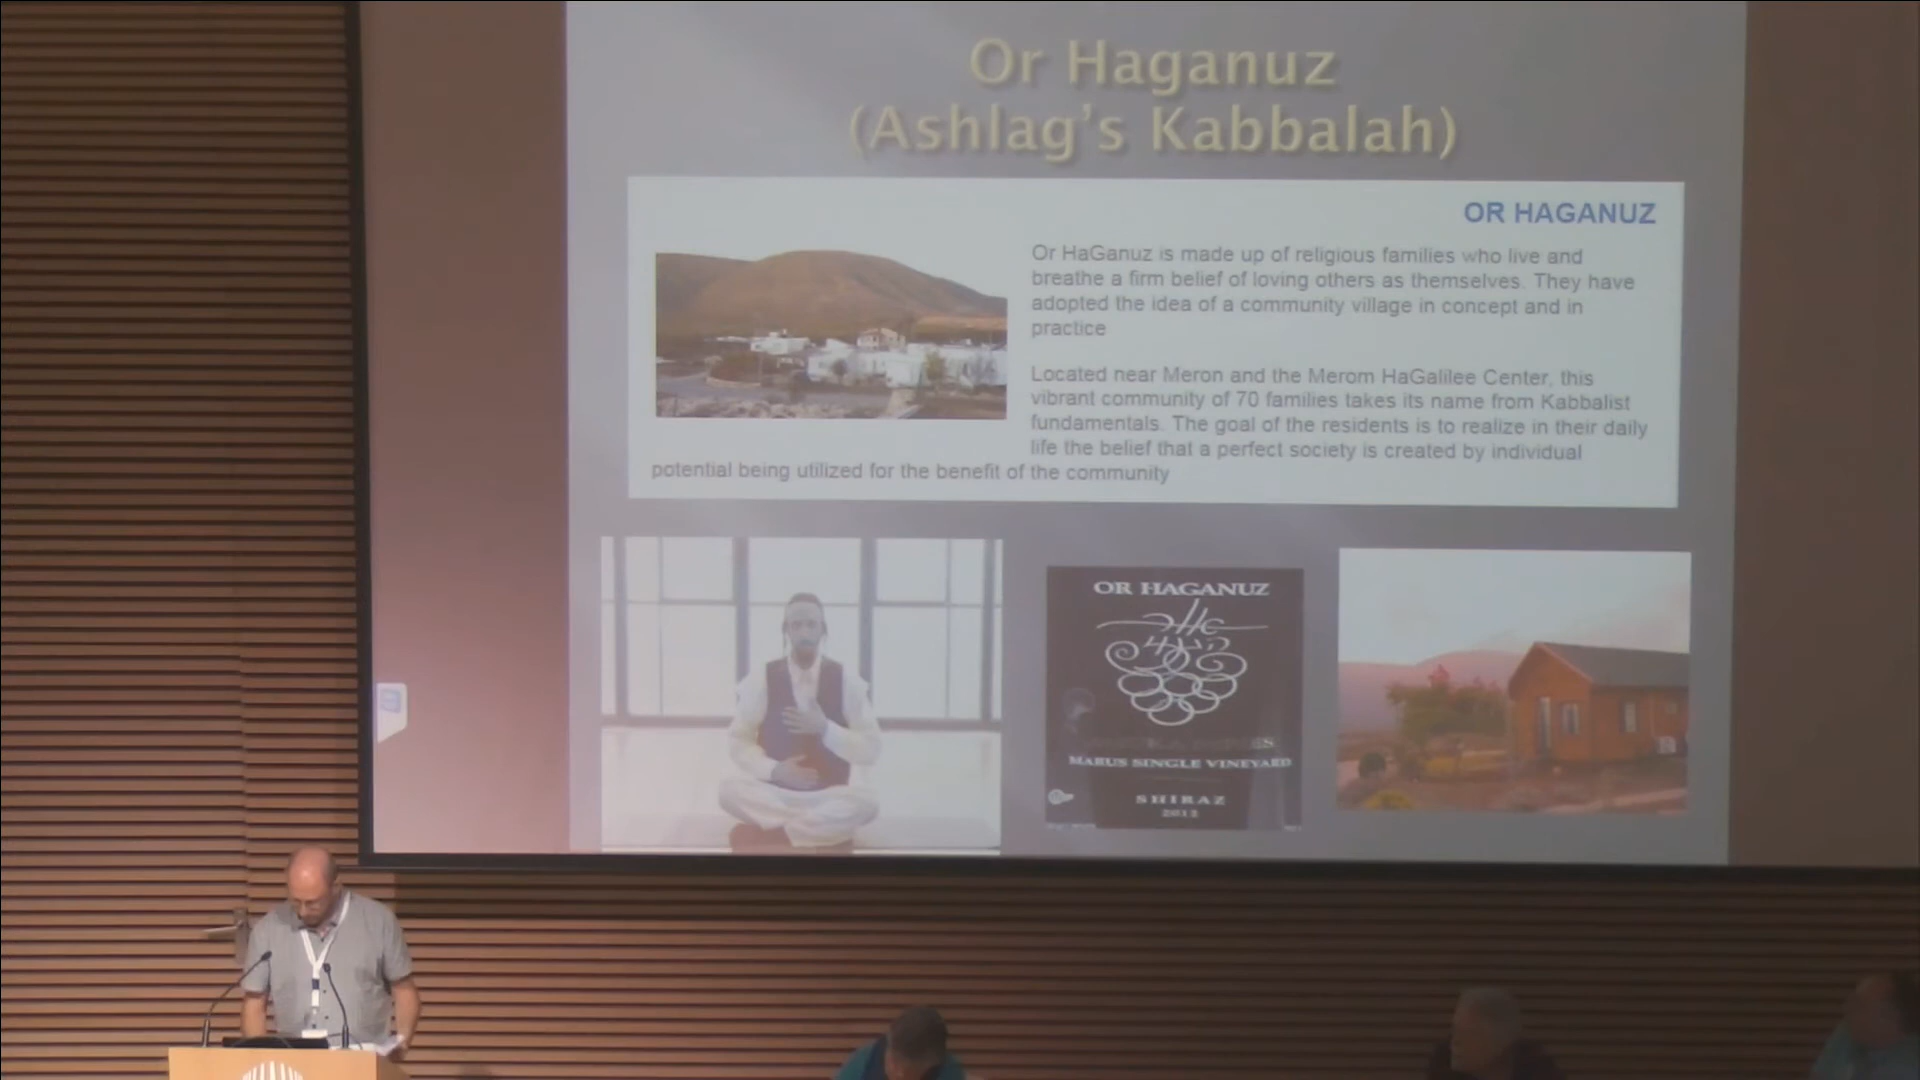 Or Haganuz
(Ashlag's Kabbalah)
OR HAGANUZ
Or HaGanuz is made up of religious families who live and
breathe a firm belief of loving others as themselves. They have
adopted the idea of a community village in concept and in
practice
Located near Meron and the Merom HaGalilee Center, this
vibrant community of 70 families takes its name from Kabbalist
fundamentals. The goal of the residents is to realize in their daily
life the belief that a perfect society is created by individual
potential being utilized for the benefit of the community
OR HAGANUZ
MARUS SINGLE VINEYARD
SHIRAZ
2012